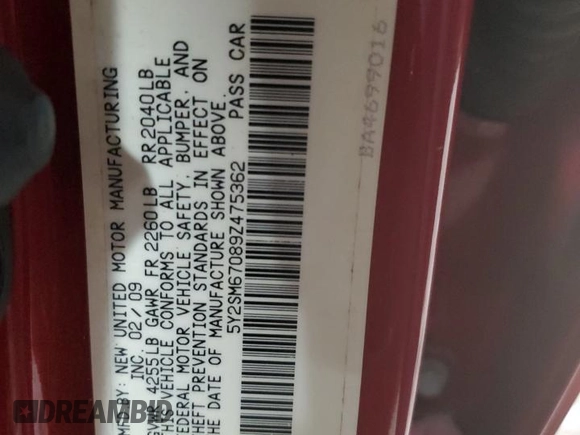 MFD BY: NEW UNITED MOTOR MANUFACTURING
INC. 02/09
GVWR 4255LB GAWR FR 2260LB RR 2040LB
VEHICLE CONFORMS TO ALL APPLICABLE
FEDERAL MOTOR VEHICLE SAFETY, BUMPER, AND
THEFT PREVENTION STANDARDS IN EFFECT ON
THE DATE OF MANUFACTURE SHOWN ABOVE.
5Y2SM67089Z475362 PASS CAR
BA4699016
DREAMBID